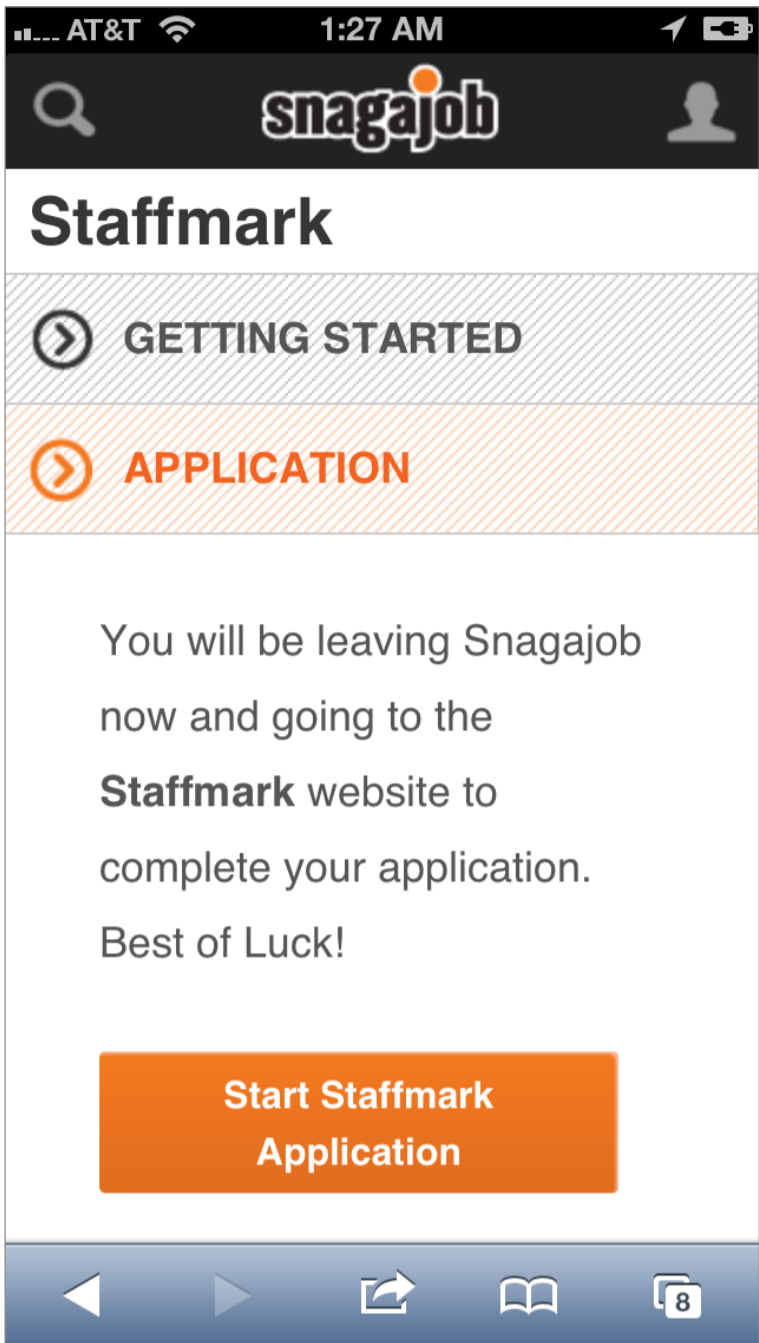 AT&T 1:27 AM
snagajob
Staffmark
GETTING STARTED
APPLICATION
You will be leaving Snagajob
now and going to the
Staffmark website to
complete your application.
Best of Luck!
Start Staffmark
Application
8